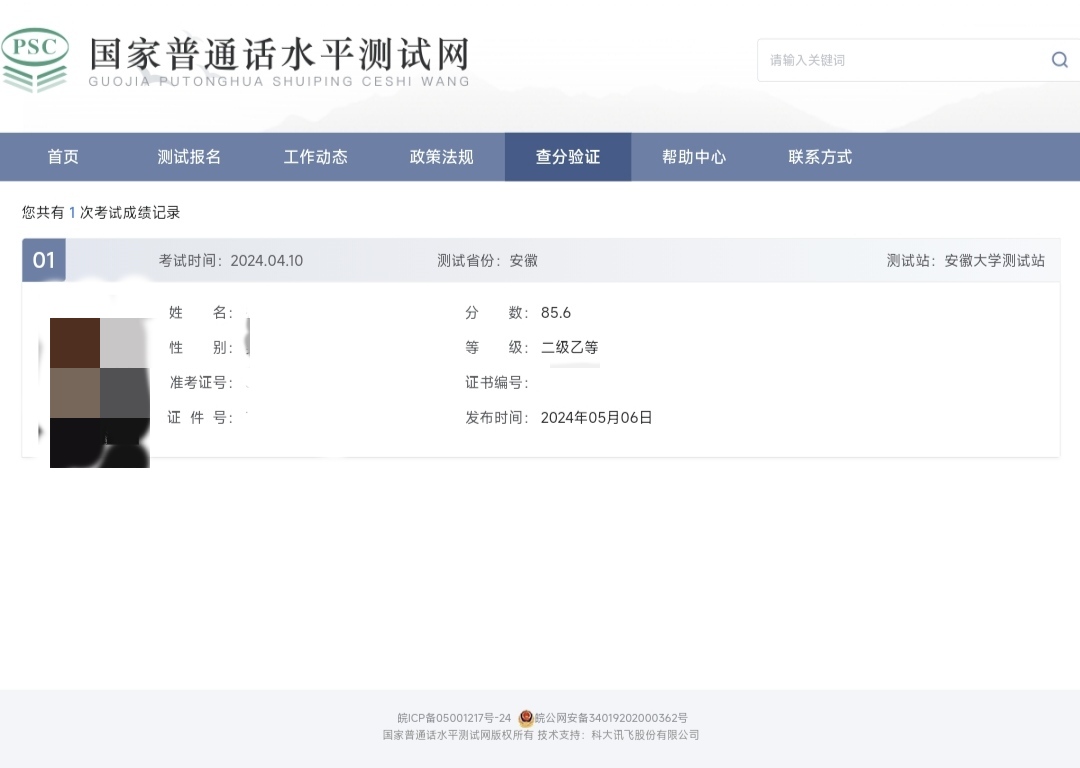 PSC
国家普通话水平测试网
GUOJIA PUTONGHUA SHUIPING CESHI WANG
请输入关键词
首页 测试报名 工作动态 政策法规 查分验证 帮助中心 联系方式
您共有 1 次考试成绩记录
01 考试时间：2024.04.10 测试省份：安徽 测试站：安徽大学测试站
姓 名： 分 数：85.6
性 别： 等 级：二级乙等
准考证号： 证书编号：
证 件 号： 发布时间：2024年05月06日
皖ICP备05001217号-24 皖公网安备34019202000362号
国家普通话水平测试网版权所有 技术支持：科大讯飞股份有限公司